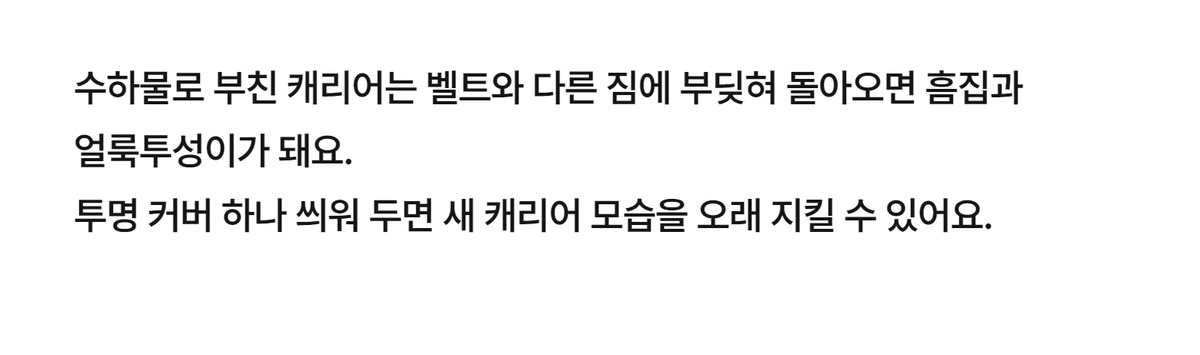 수하물로 부친 캐리어는 벨트와 다른 짐에 부딪혀 돌아오면 흠집과
얼룩투성이가 돼요.
투명 커버 하나 씌워 두면 새 캐리어 모습을 오래 지킬 수 있어요.